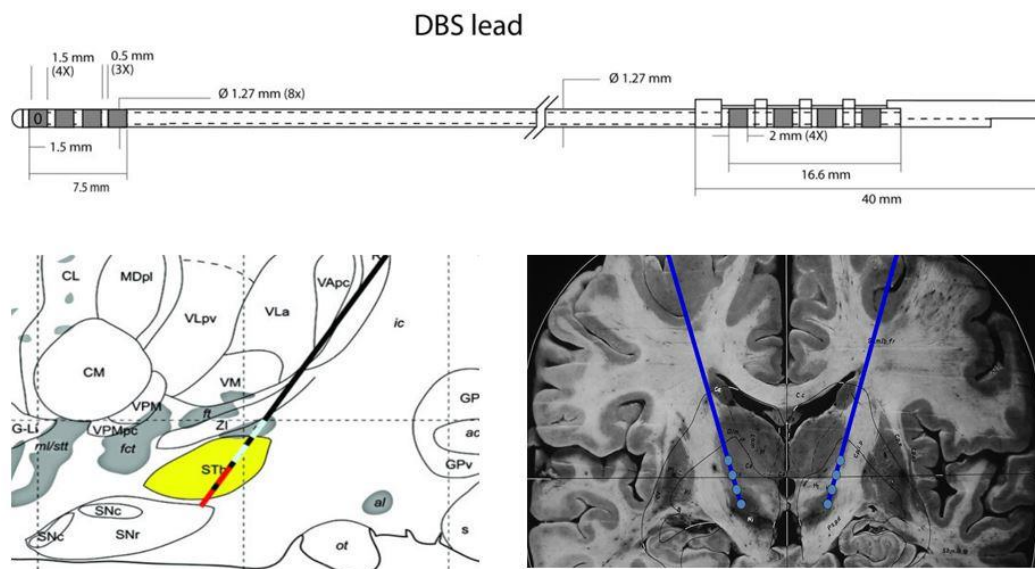 DBS lead
1.5 mm
(4X)
0.5 mm
(3X)
Ø 1.27 mm (8x)
Ø 1.27 mm
0
1.5 mm
7.5 mm
2 mm (4X)
16.6 mm
40 mm
CL
MDpl
VApc
VLpv
VLa
ic
CM
VM
GP
VPM
ft
G-L
VPMpc
ZI
ac
ml/stt
fct
GPv
STh
al
SNc
SNc
SNr
s
ot